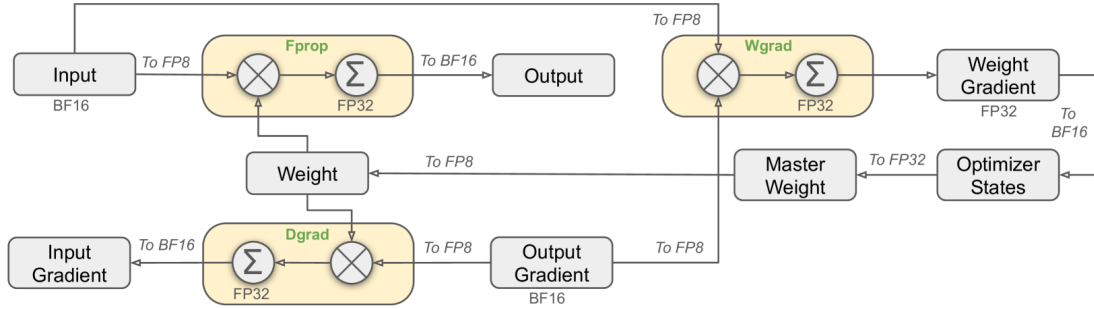 To FP8
Fprop
Wgrad
Input
To FP8
Σ
To BF16
Output
Σ
Weight
Gradient
BF16
FP32
FP32
FP32
To
BF16
Weight
To FP8
Master
Weight
To FP32
Optimizer
States
Dgrad
Input
Gradient
To BF16
Σ
To FP8
Output
Gradient
To FP8
FP32
BF16